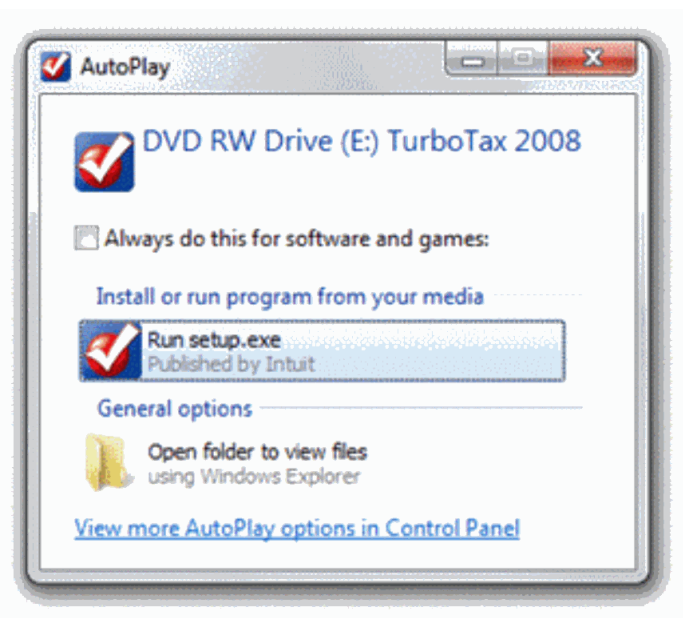 AutoPlay
DVD RW Drive (E:) TurboTax 2008
Always do this for software and games:
Install or run program from your media
Run setup.exe
Published by Intuit
General options
Open folder to view files
using Windows Explorer
View more AutoPlay options in Control Panel